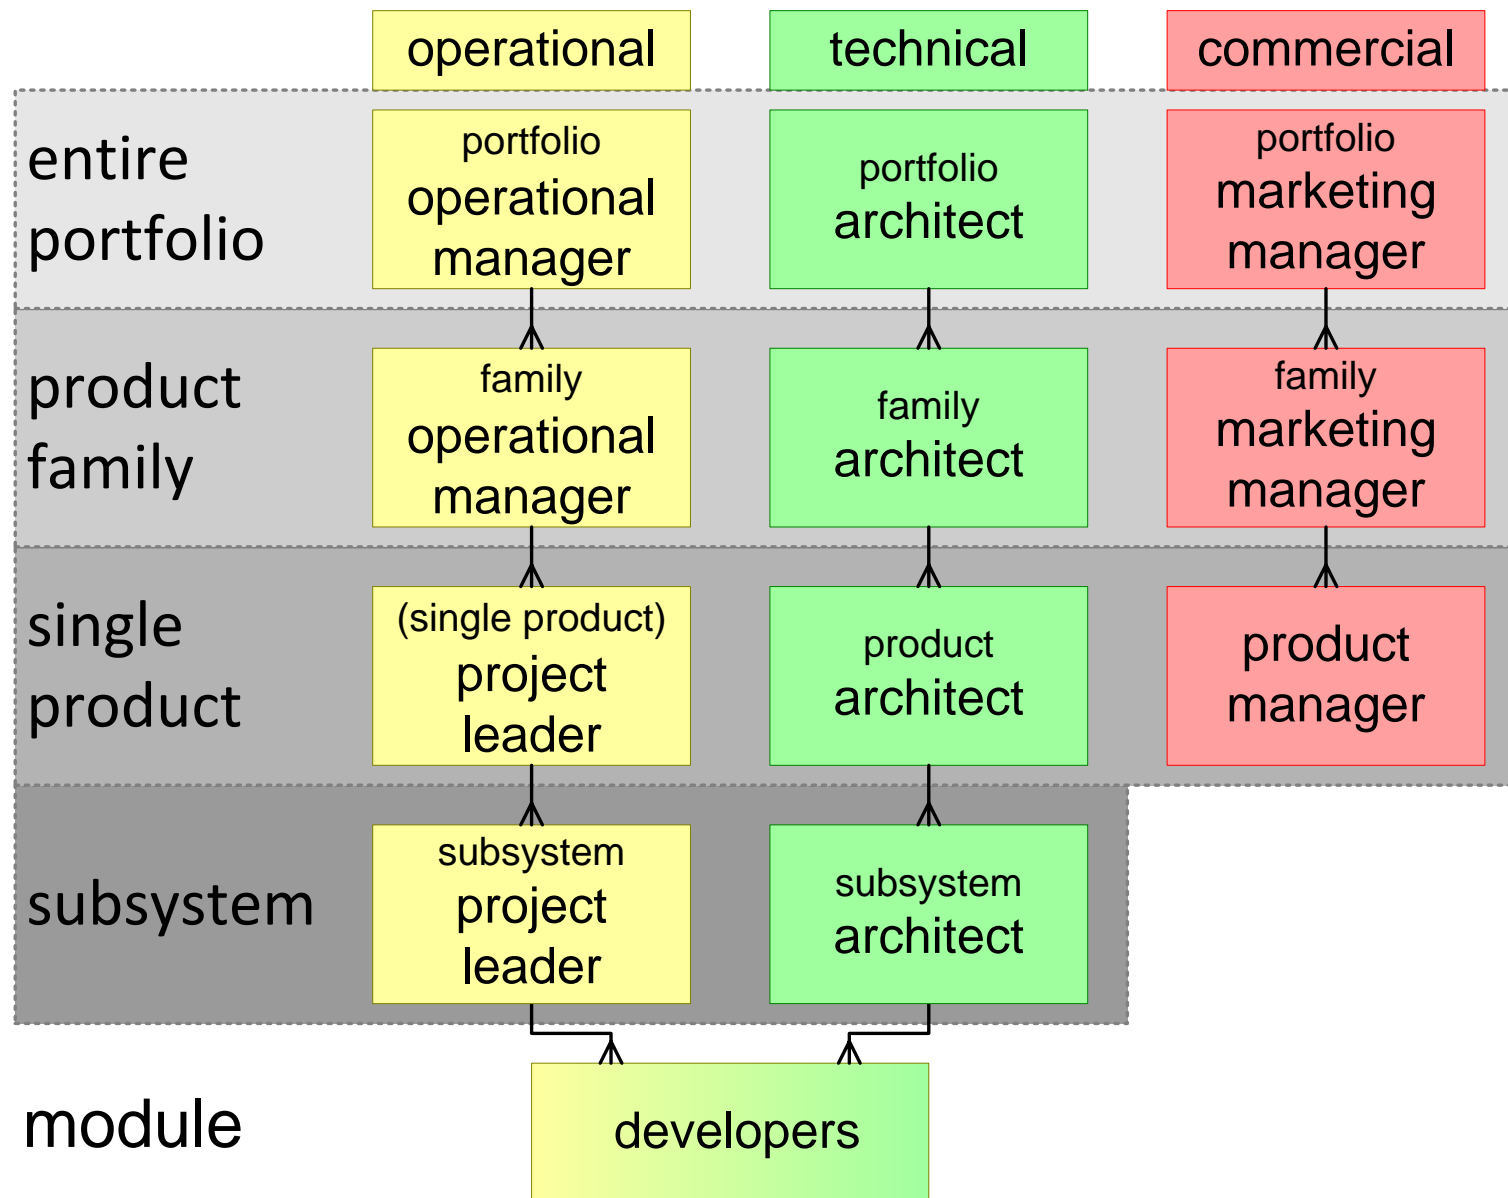 operational
technical
commercial
entire
portfolio
portfolio
operational
manager
portfolio
architect
portfolio
marketing
manager
product
family
family
operational
manager
family
architect
family
marketing
manager
single
product
(single product)
project
leader
product
architect
product
manager
subsystem
subsystem
project
leader
subsystem
architect
module
developers